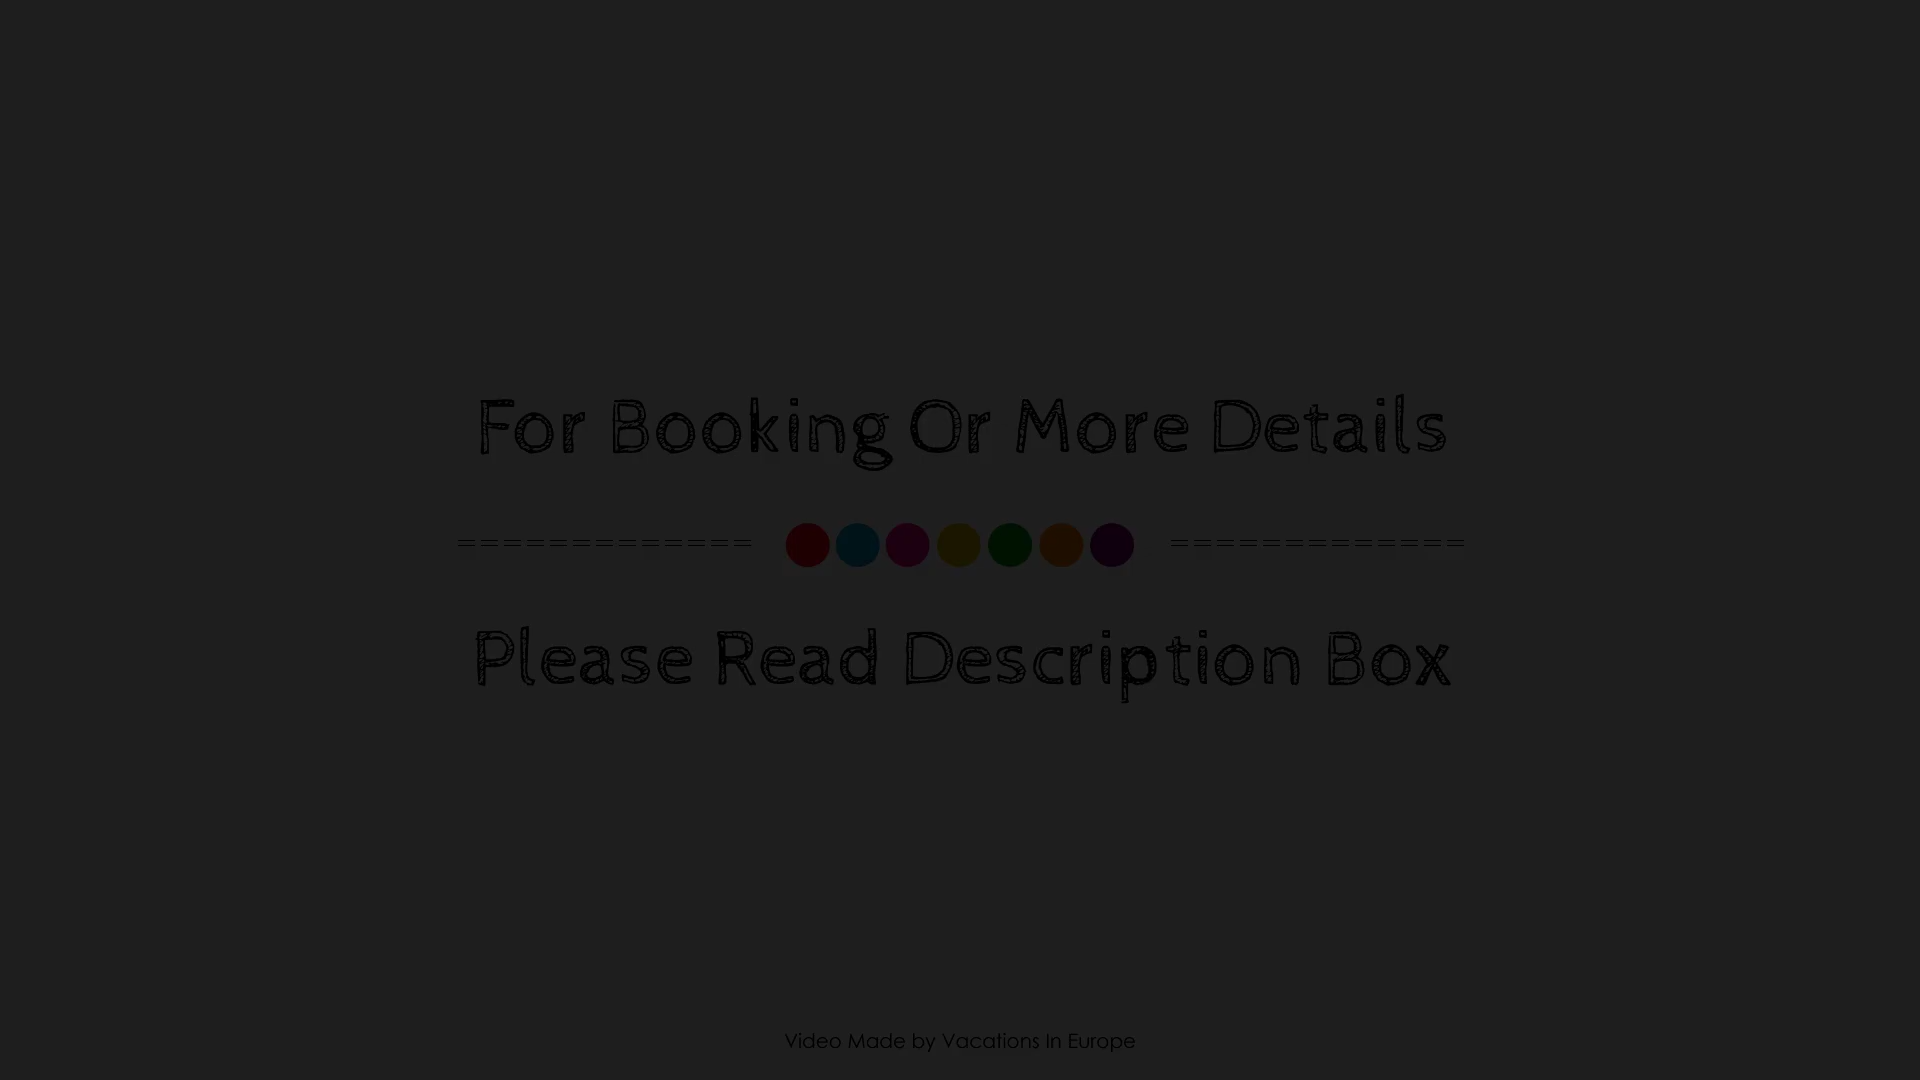 For Booking Or More Details
============= =============
Please Read Description Box
Video Made by Vacations In Europe